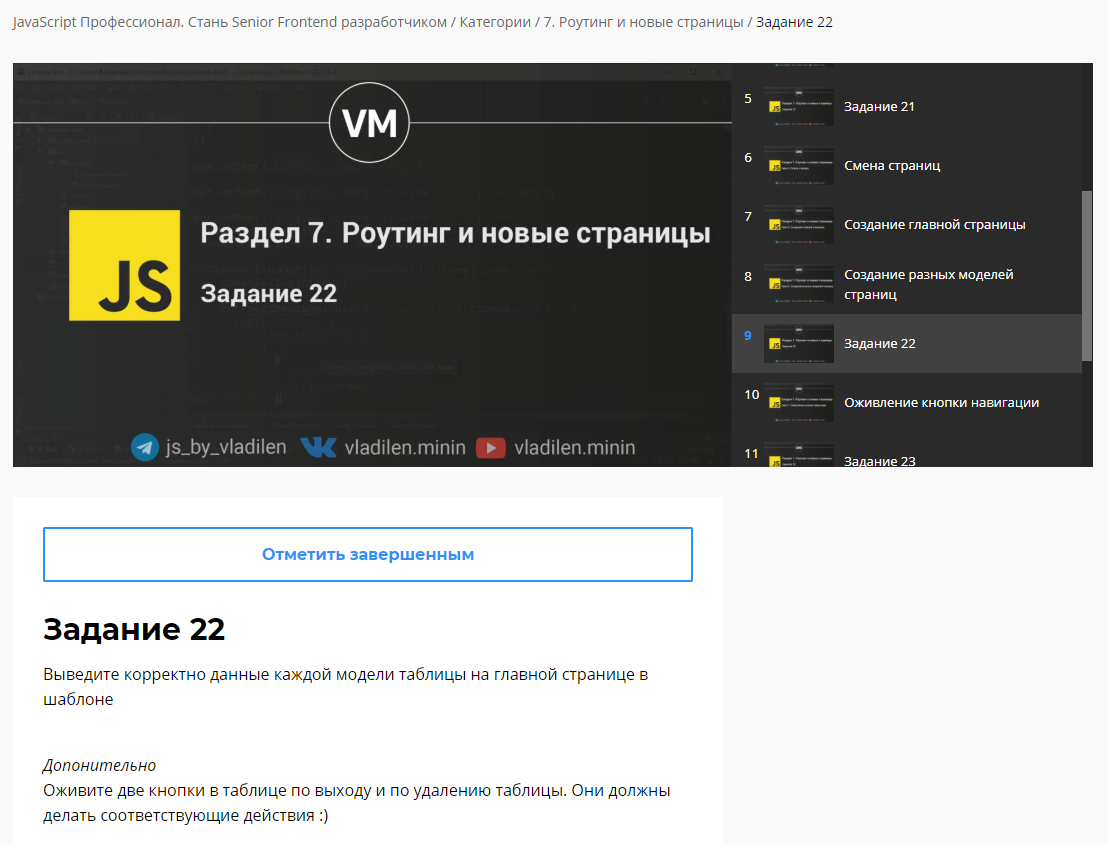 JavaScript Профессионал. Стань Senior Frontend разработчиком / Категории / 7. Роутинг и новые страницы / Задание 22
VM
JS
Раздел 7. Роутинг и новые страницы
Задание 22
js_by_vladilen
vladilen.minin
vladilen.minin
5
Задание 21
6
Смена страниц
7
Создание главной страницы
8
Создание разных моделей
страниц
9
Задание 22
10
Оживление кнопки навигации
11
Задание 23
Отметить завершенным
Задание 22
Выведите корректно данные каждой модели таблицы на главной странице в
шаблоне
Допонительно
Оживите две кнопки в таблице по выходу и по удалению таблицы. Они должны
делать соответствующие действия :)